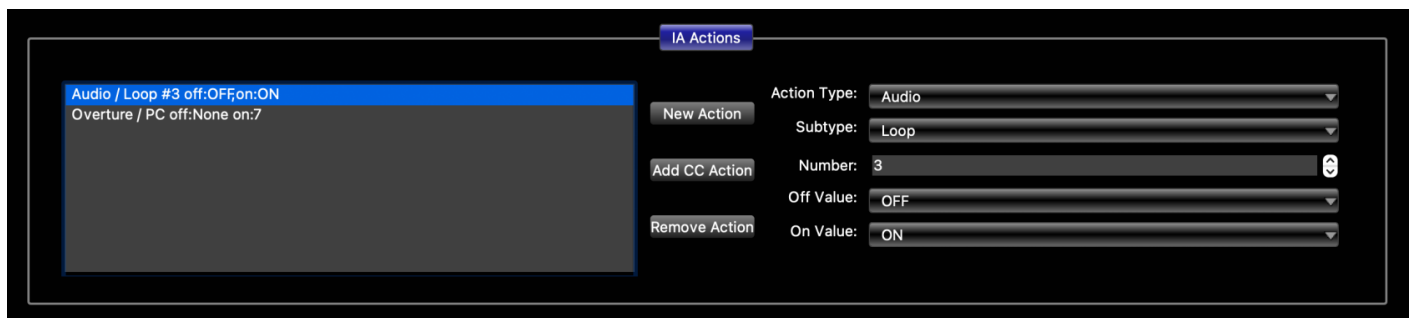 IA Actions
Audio / Loop #3 off:OFF,on:ON
Overture / PC off:None on:7
New Action
Add CC Action
Remove Action
Action Type: Audio
Subtype: Loop
Number: 3
Off Value: OFF
On Value: ON